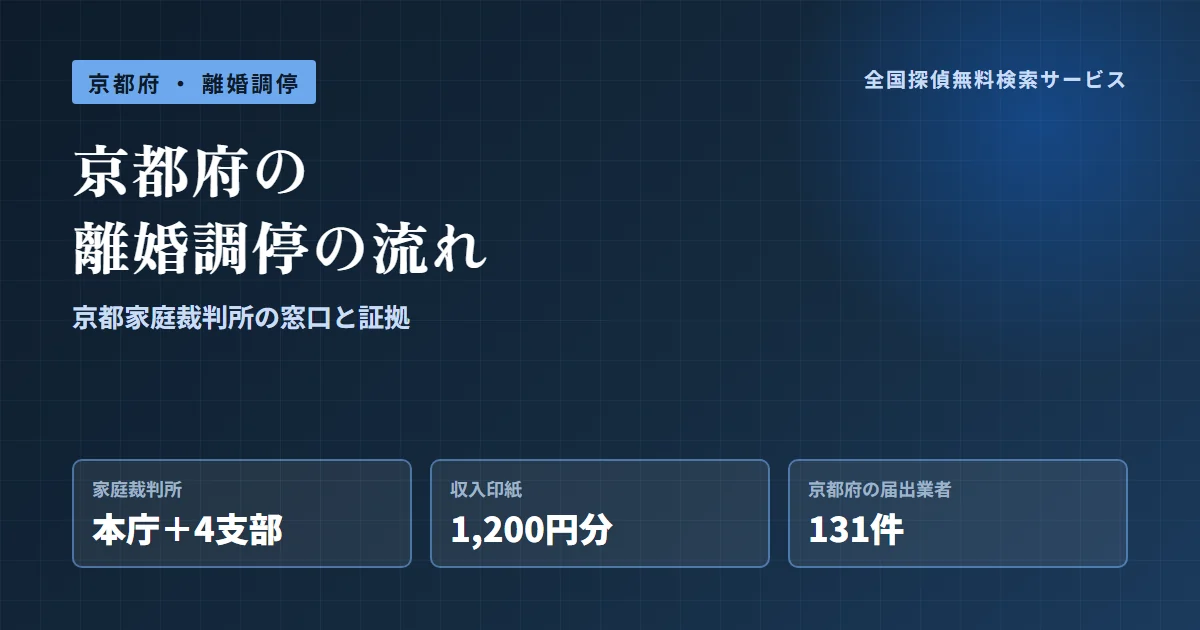 京都府 ・ 離婚調停
全国探偵無料検索サービス
京都府の
離婚調停の流れ
京都家庭裁判所の窓口と証拠
家庭裁判所
本庁＋4支部
収入印紙
1,200円分
京都府の届出業者
131件